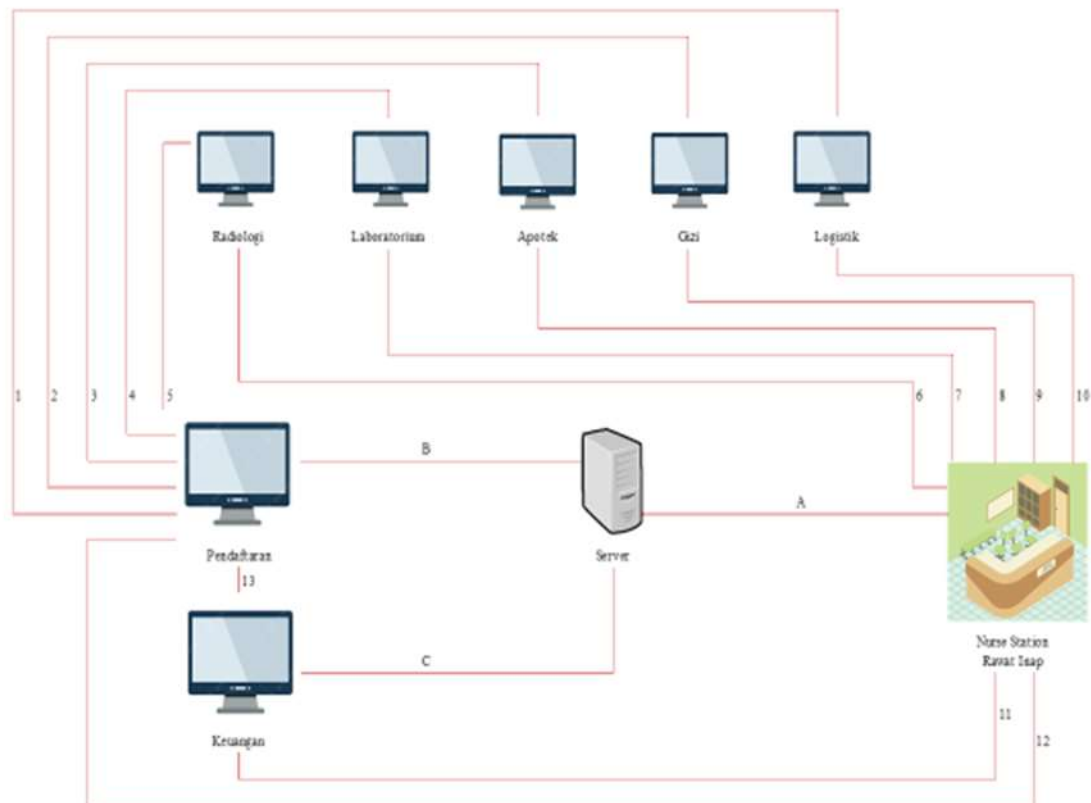 Radiologi
Laboratorium
Apotek
Gizi
Logistik
1
2
3
4
5
6
7
8
9
10
B
A
Pendaftaran
Server
13
Nurse Station
Rawat Inap
C
11
Keuangan
12